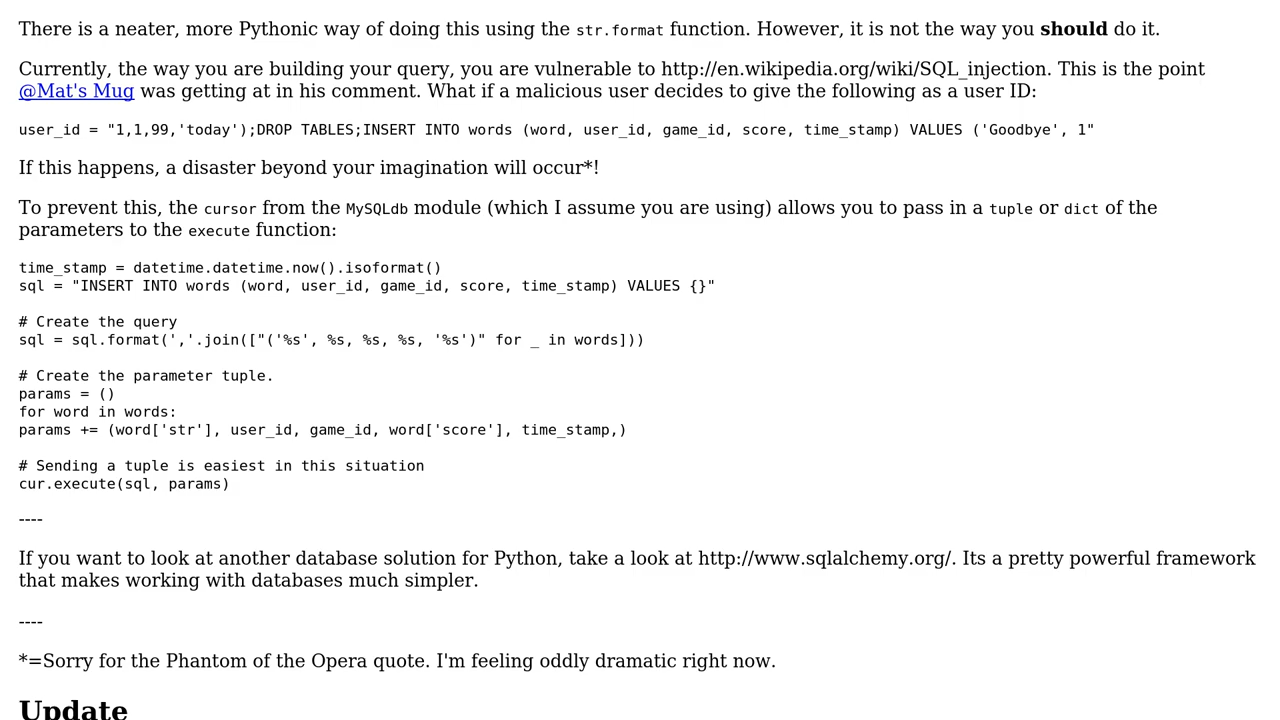 There is a neater, more Pythonic way of doing this using the str.format function. However, it is not the way you should do it.
Currently, the way you are building your query, you are vulnerable to http://en.wikipedia.org/wiki/SQL_injection. This is the point
@Mat's Mug was getting at in his comment. What if a malicious user decides to give the following as a user ID:
user_id = "1,1,99,'today');DROP TABLES;INSERT INTO words (word, user_id, game_id, score, time_stamp) VALUES ('Goodbye', 1"
If this happens, a disaster beyond your imagination will occur*!
To prevent this, the cursor from the MySQLdb module (which I assume you are using) allows you to pass in a tuple or dict of the
parameters to the execute function:
time_stamp = datetime.datetime.now().isoformat()
sql = "INSERT INTO words (word, user_id, game_id, score, time_stamp) VALUES {}"
# Create the query
sql = sql.format(','.join(["('%s', %s, %s, %s, '%s')" for _ in words]))
# Create the parameter tuple.
params = ()
for word in words:
params += (word['str'], user_id, game_id, word['score'], time_stamp,)
# Sending a tuple is easiest in this situation
cur.execute(sql, params)
----
If you want to look at another database solution for Python, take a look at http://www.sqlalchemy.org/. Its a pretty powerful framework
that makes working with databases much simpler.
----
*=Sorry for the Phantom of the Opera quote. I'm feeling oddly dramatic right now.
Update